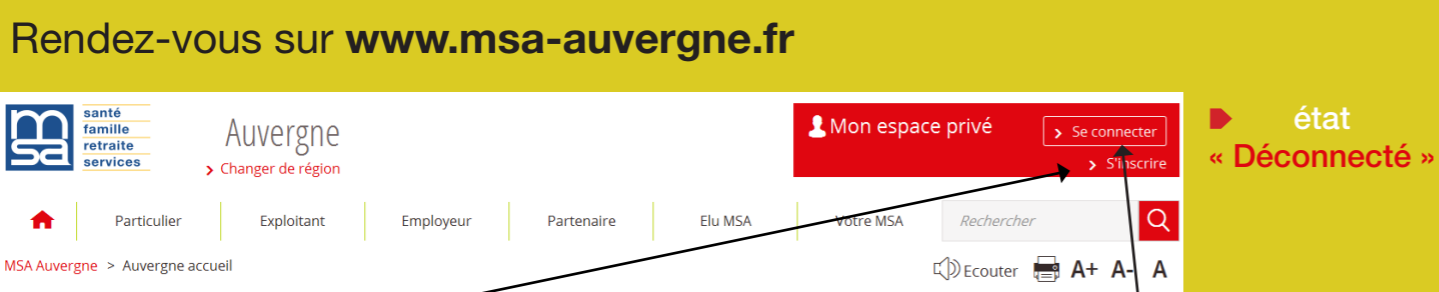 Rendez-vous sur www.msa-auvergne.fr
msa
santé
famille
retraite
services
Auvergne
> Changer de région
Mon espace privé
> Se connecter
> S'inscrire
état
« Déconnecté »
Particulier Exploitant Employeur Partenaire Elu MSA Votre MSA Rechercher
MSA Auvergne > Auvergne accueil
Ecouter A+ A- A